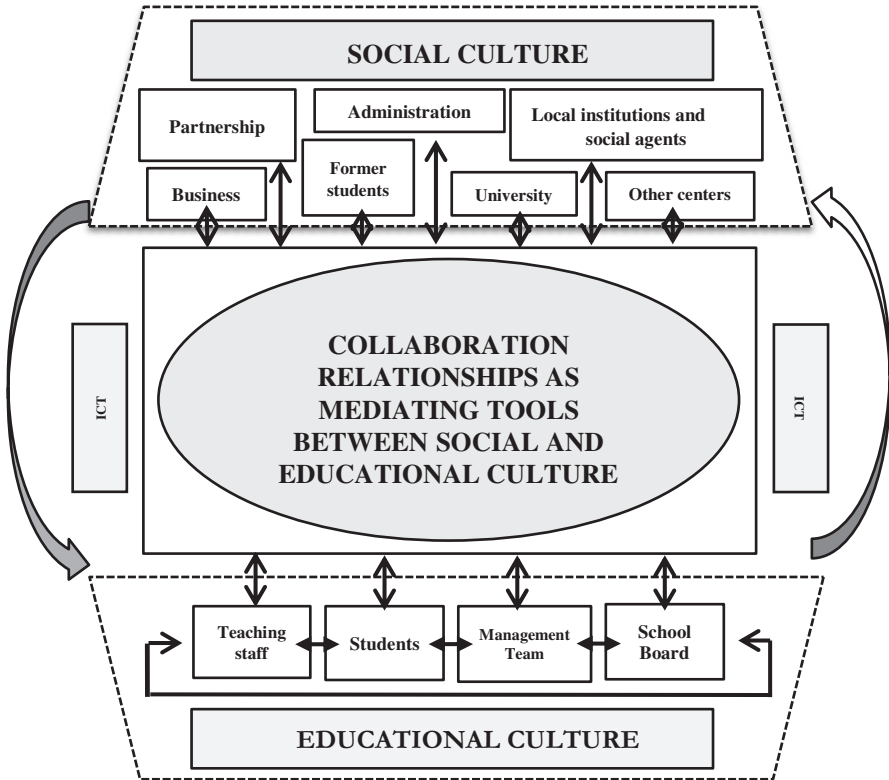 SOCIAL CULTURE
Partnership
Administration
Local institutions and
social agents
Business
Former
students
University
Other centers
ICT
COLLABORATION
RELATIONSHIPS AS
MEDIATING TOOLS
BETWEEN SOCIAL AND
EDUCATIONAL CULTURE
ICT
Teaching
staff
Students
Management
Team
School
Board
EDUCATIONAL CULTURE